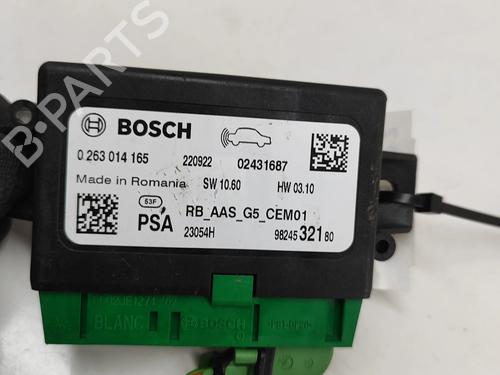 BOSCH
0 263 014 165 220922 02431687
Made in Romania SW 10.60 HW 03.10
53F
PSA RB_AAS_G5_CEM01
23054H 98245 321 80
BLANC BOSCH
B-PARTS